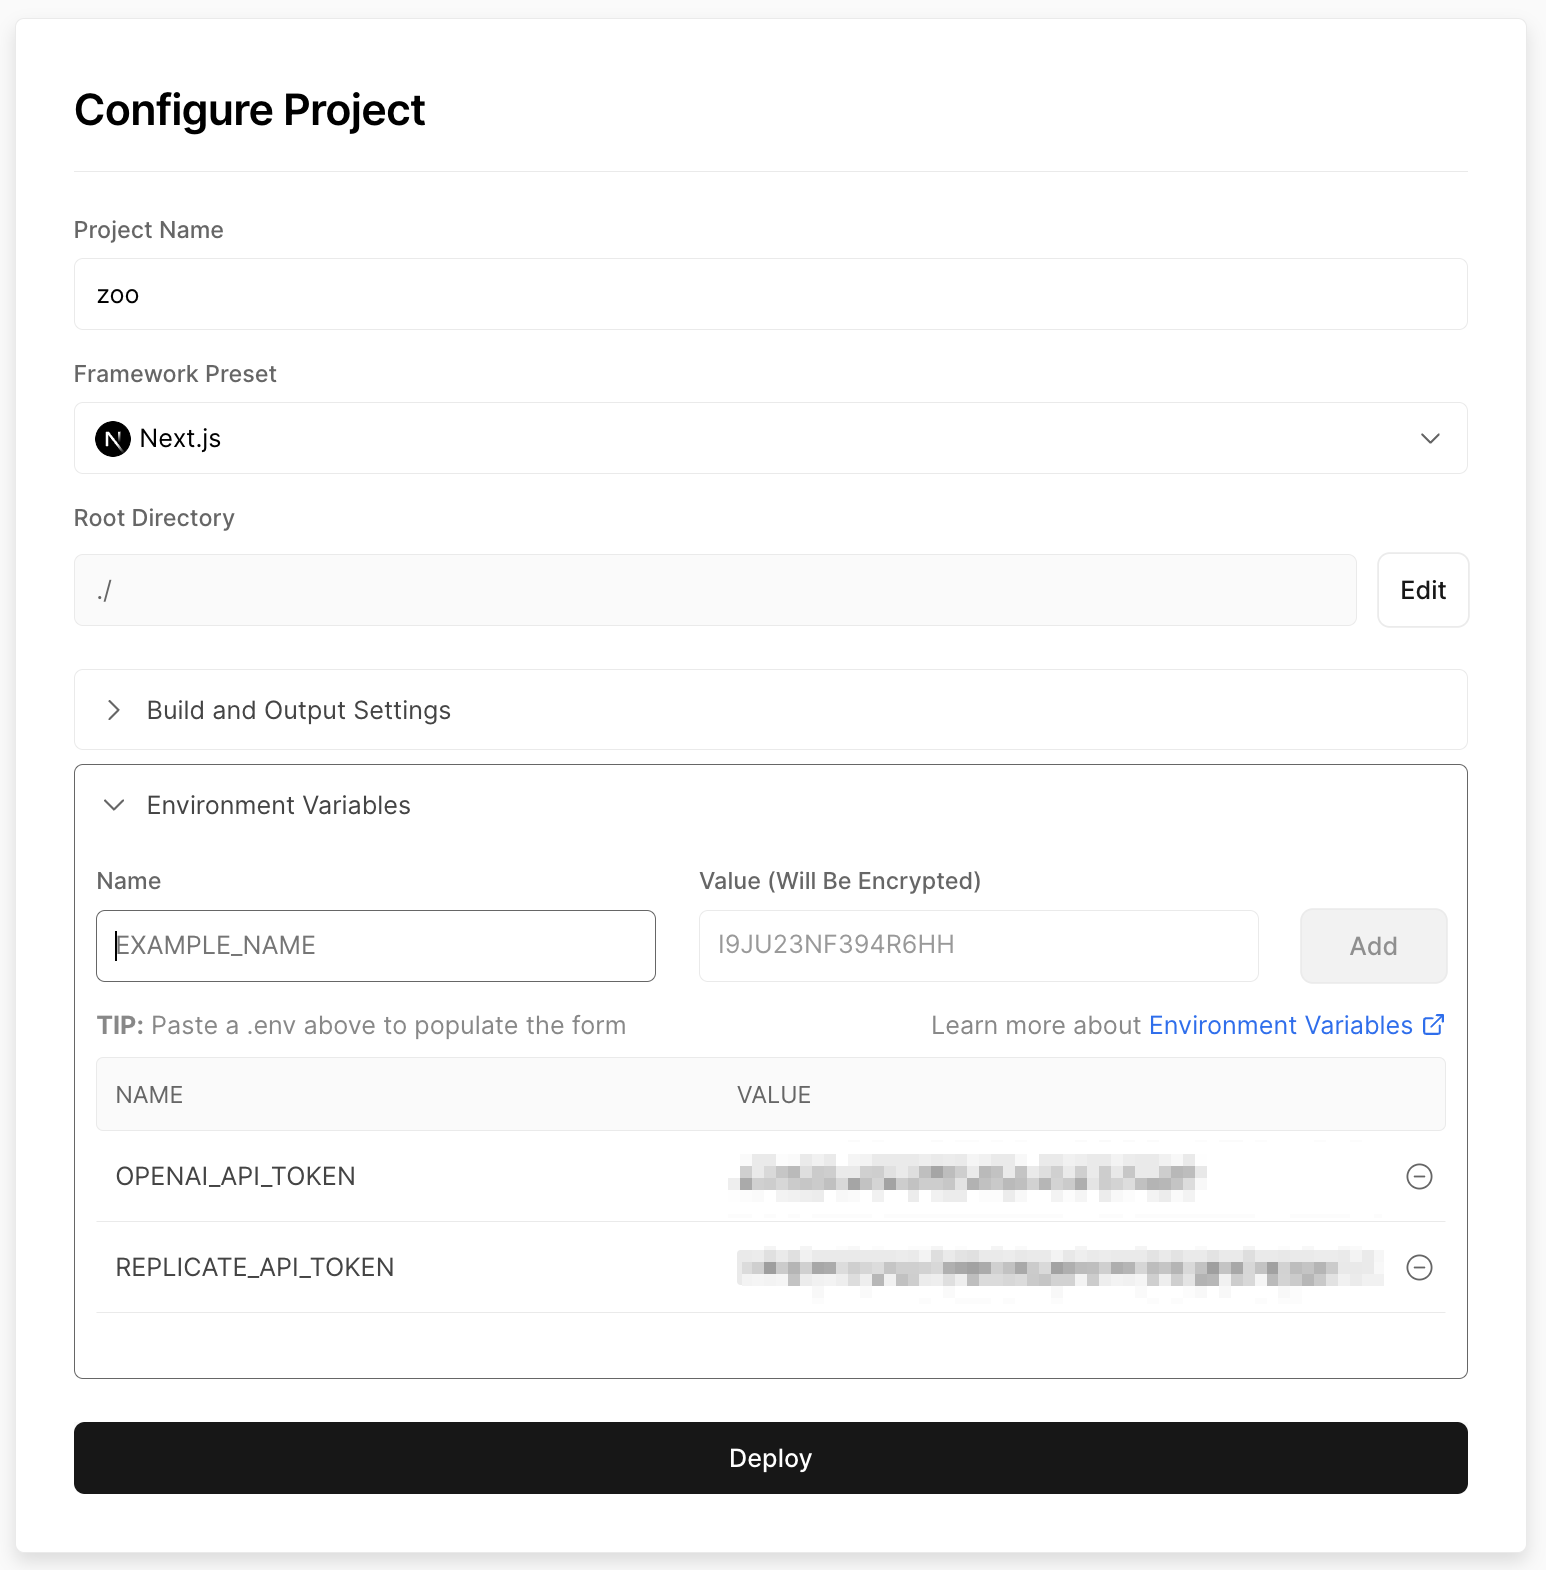 Configure Project
Project Name
zoo
Framework Preset
N Next.js
Root Directory
./
Edit
Build and Output Settings
Environment Variables
Name
Value (Will Be Encrypted)
EXAMPLE_NAME
I9JU23NF394R6HH
Add
TIP: Paste a .env above to populate the form
Learn more about Environment Variables
NAME
VALUE
OPENAI_API_TOKEN
REPLICATE_API_TOKEN
Deploy